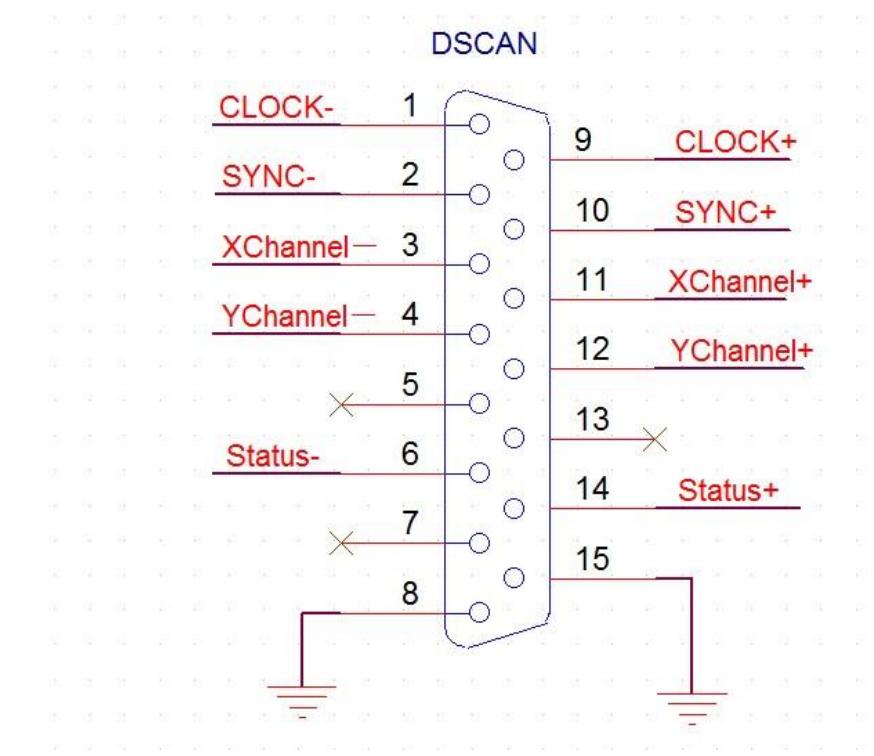 DSCAN
CLOCK- 1
9 CLOCK+
SYNC- 2
10 SYNC+
XChannel— 3
11 XChannel+
YChannel— 4
12 YChannel+
5
13
Status- 6
14 Status+
7
15
8